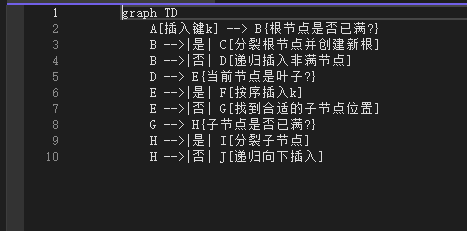 1 graph TD
2 A[插入键k] --> B{根节点是否已满?}
3 B -->|是| C[分裂根节点并创建新根]
4 B -->|否| D[递归插入非满节点]
5 D --> E{当前节点是叶子?}
6 E -->|是| F[按序插入k]
7 E -->|否| G[找到合适的子节点位置]
8 G --> H{子节点是否已满?}
9 H -->|是| I[分裂子节点]
10 H -->|否| J[递归向下插入]